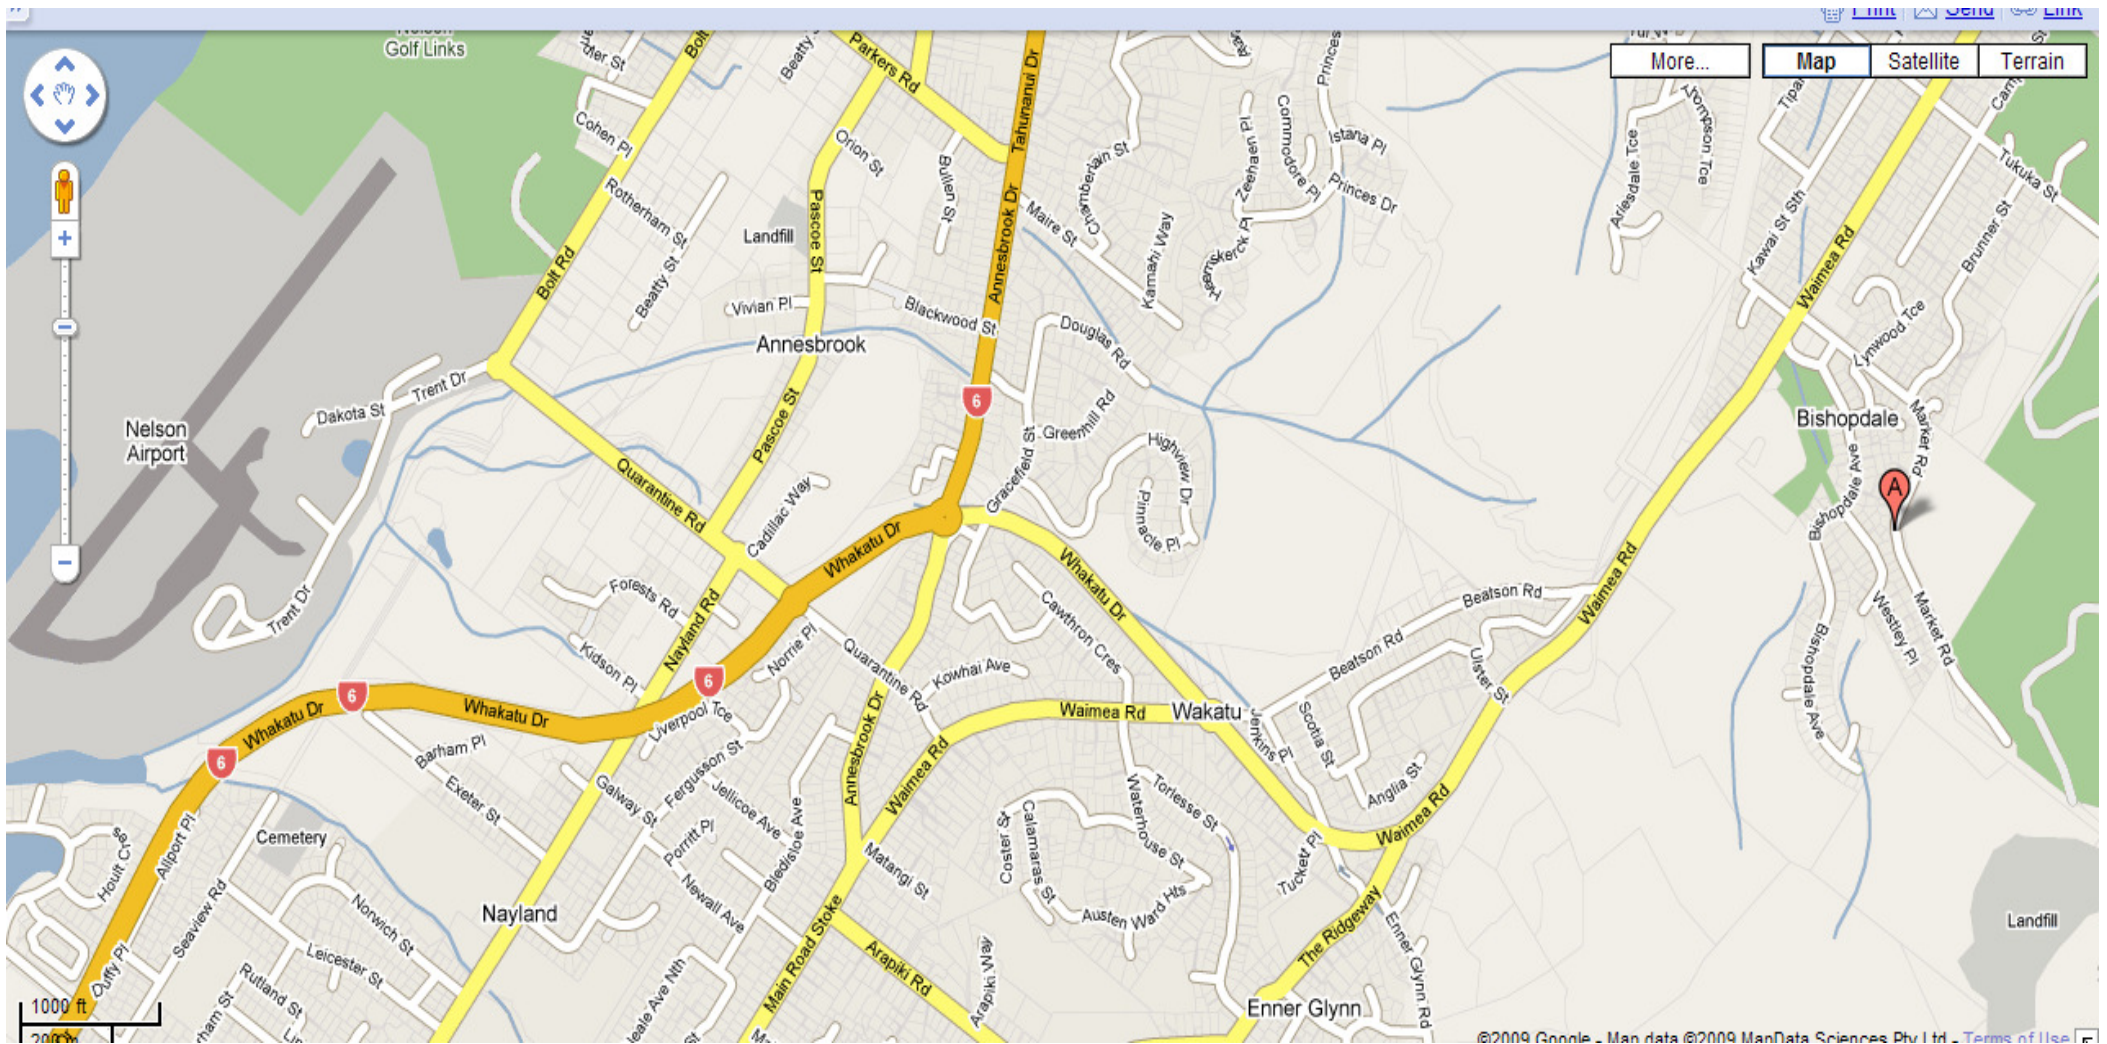 Print
Send
Link
Nelson
Golf Links
More...
Map
Satellite
Terrain
Bolt
Beatty
Parkers Rd
Tahunanui Dr
Princes
Cohen Pl
Orion St
Bullen St
Chamberlain St
Zeehaen Pl
Commodore Pl
Istana Pl
Princes Dr
Ariesdale Tce
Thompson Tce
Tukuka St
Rotherham St
Pascoe St
Landfill
Annesbrook Dr
Maire St
Kamahi Way
Heemskerck Pl
Kawai St Sth
Waimea Rd
Brunner St
Bolt Rd
Beatty St
Vivian Pl
Blackwood St
Annesbrook
Douglas Rd
Lynwood Tce
Trent Dr
Dakota St
6
Pascoe St
Greenhill Rd
Gracefield St
Highview Dr
Bishopdale
Market Rd
Nelson
Airport
Quarantine Rd
Cadillac Way
Pinnacle Pl
Bishopdale Ave
A
Whakatu Dr
Whakatu Dr
Waimea Rd
Beatson Rd
Trent Dr
Forests Rd
Nayland Rd
Cawthron Cres
Westley Pl
Market Rd
Kidson Pl
Norrie Pl
Quarantine Rd
Kowhai Ave
Beatson Rd
Ulster St
Bishopdale Ave
6
6
Whakatu Dr
Whakatu Dr
Liverpool Tce
Annesbrook Dr
Waimea Rd
Wakatu
Jenkins Pl
Scotia St
6
Barham Pl
Exeter St
Fergusson St
Galway St
Jellicoe Ave
Waimea Rd
Torlesse St
Waterhouse St
Anglia St
Waimea Rd
Cemetery
Allport Pl
Hoult Cres
Porritt Pl
Bledisloe Ave
Matangi St
Coster St
Calamaras St
Tuckett Pl
Seaview Rd
Norwich St
Nayland
Newall Ave
Main Road Stoke
Austen Ward Hts
The Ridgeway
Enner Glynn Rd
Landfill
Duffy Pl
Leicester St
Rutland St
Arapiki Rd
Arapiki Way
Enner Glynn
1000 ft
©2009 Google - Map data ©2009 MapData Sciences Pty Ltd - Terms of Use